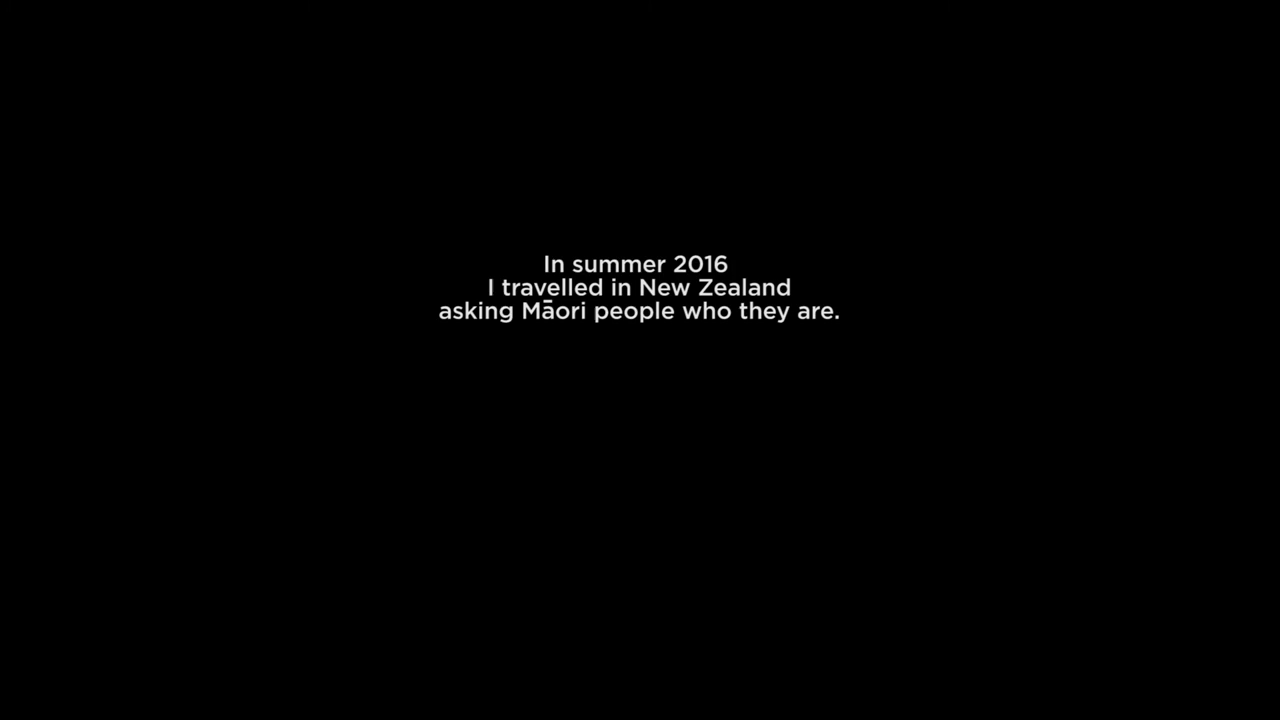 In summer 2016
I travelled in New Zealand
asking Māori people who they are.